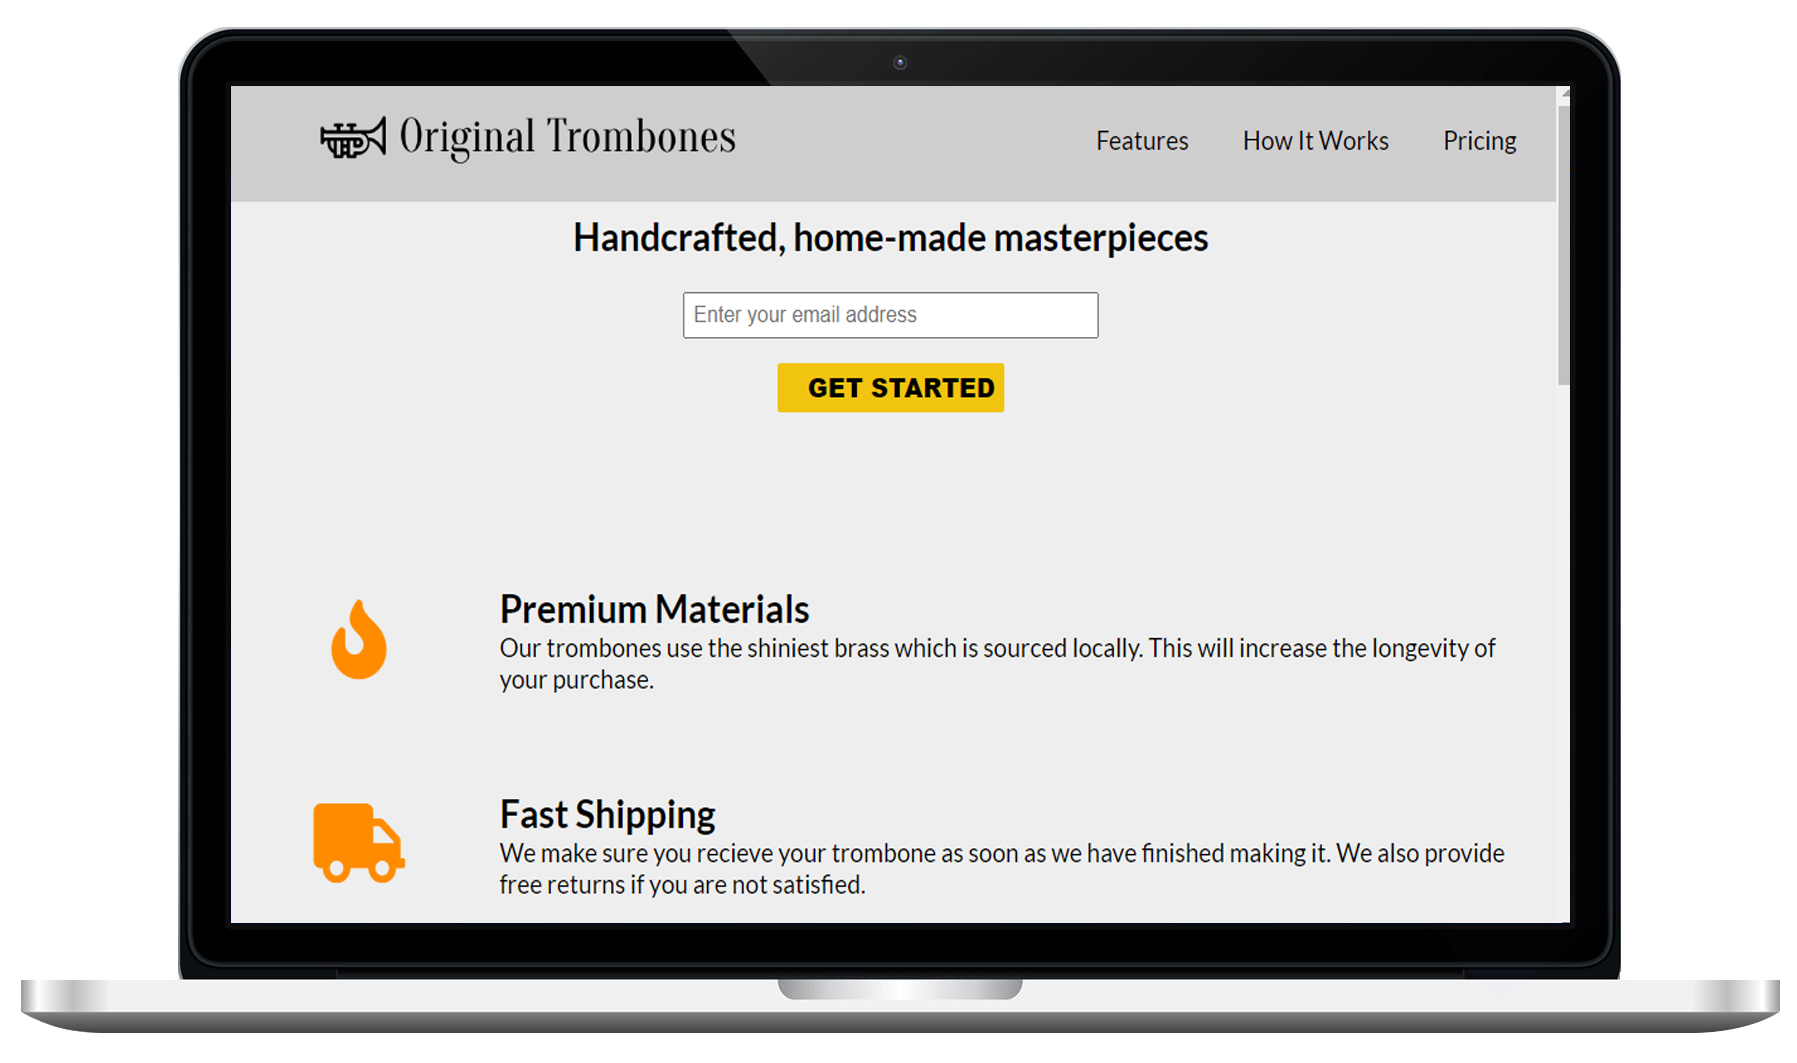 Original Trombones
Features
How It Works
Pricing
Handcrafted, home-made masterpieces
Enter your email address
GET STARTED
Premium Materials
Our trombones use the shiniest brass which is sourced locally. This will increase the longevity of
your purchase.
Fast Shipping
We make sure you recieve your trombone as soon as we have finished making it. We also provide
free returns if you are not satisfied.